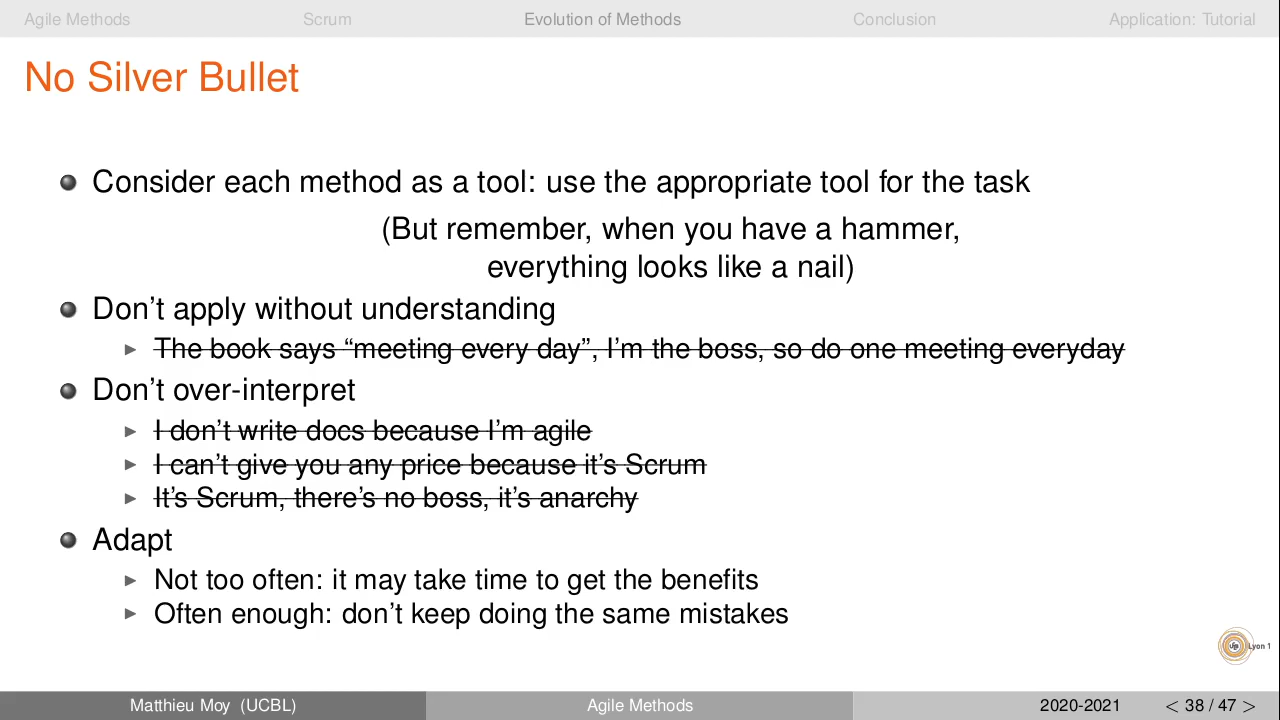 Agile Methods Scrum Evolution of Methods Conclusion Application: Tutorial
No Silver Bullet
Consider each method as a tool: use the appropriate tool for the task
(But remember, when you have a hammer,
everything looks like a nail)
Don't apply without understanding
The book says “meeting every day”, I'm the boss, so do one meeting everyday
Don't over-interpret
I don't write docs because I'm agile
I can't give you any price because it's Scrum
It's Scrum, there's no boss, it's anarchy
Adapt
Not too often: it may take time to get the benefits
Often enough: don't keep doing the same mistakes
Lyon 1
Matthieu Moy (UCBL) Agile Methods 2020-2021 < 38 / 47 >